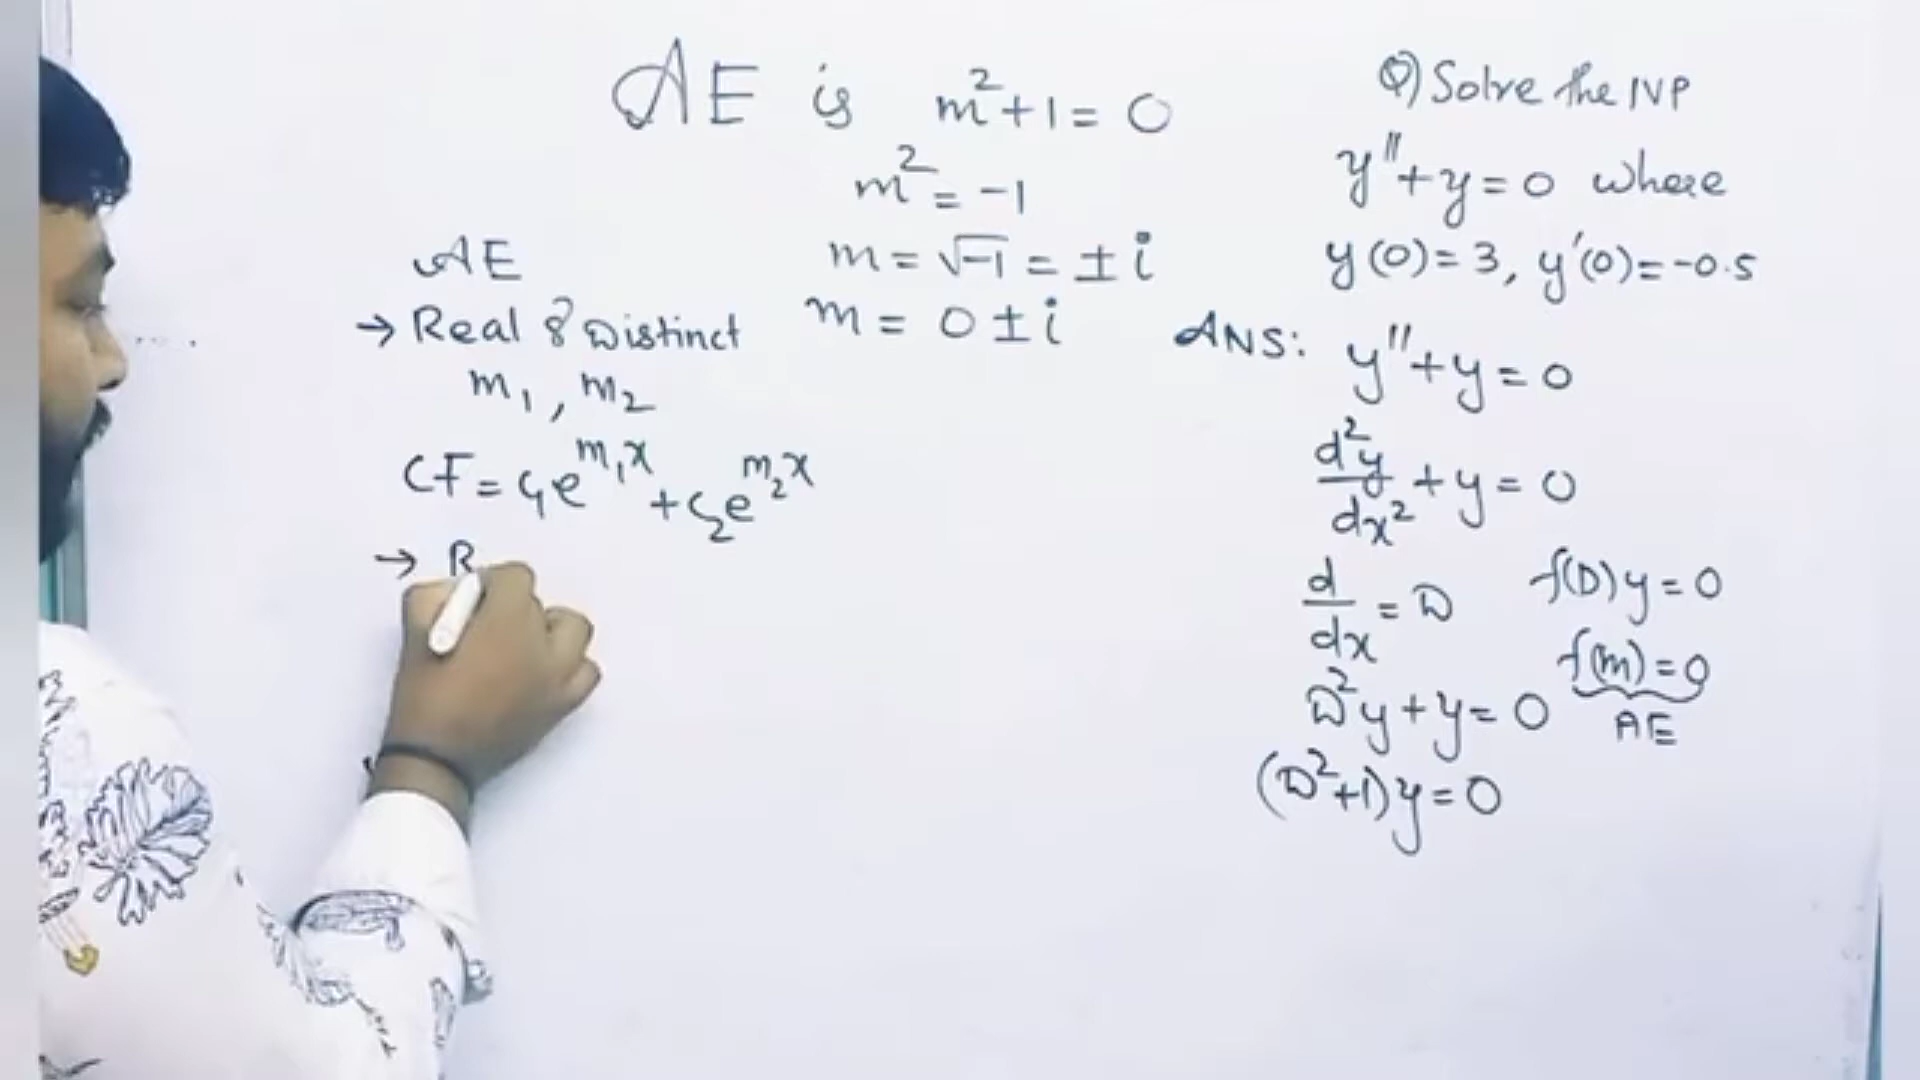 AE is m²+1=0
m²=-1
m=√-1=±i
m=0±i
AE
→Real & Distinct
m₁, m₂
CF=C₁e^m₁x+C₂e^m₂x
→ R
Q) Solve the IVP
y"+y=0 where
y(0)=3, y'(0)=-0.5
ANS: y"+y=0
d²y/dx²+y=0
d/dx=D f(D)y=0
f(m)=0
AE
D²y+y=0
(D²+1)y=0